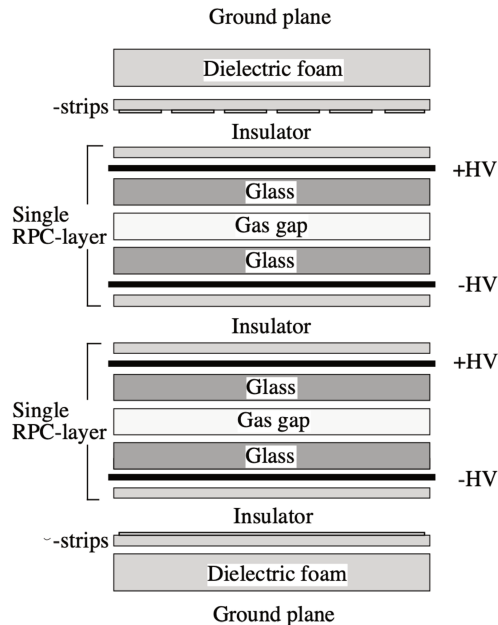 Ground plane
Dielectric foam
-strips
Insulator
+HV
Glass
Single
RPC-layer
Gas gap
Glass
-HV
Insulator
+HV
Glass
Single
RPC-layer
Gas gap
Glass
-HV
Insulator
-strips
Dielectric foam
Ground plane